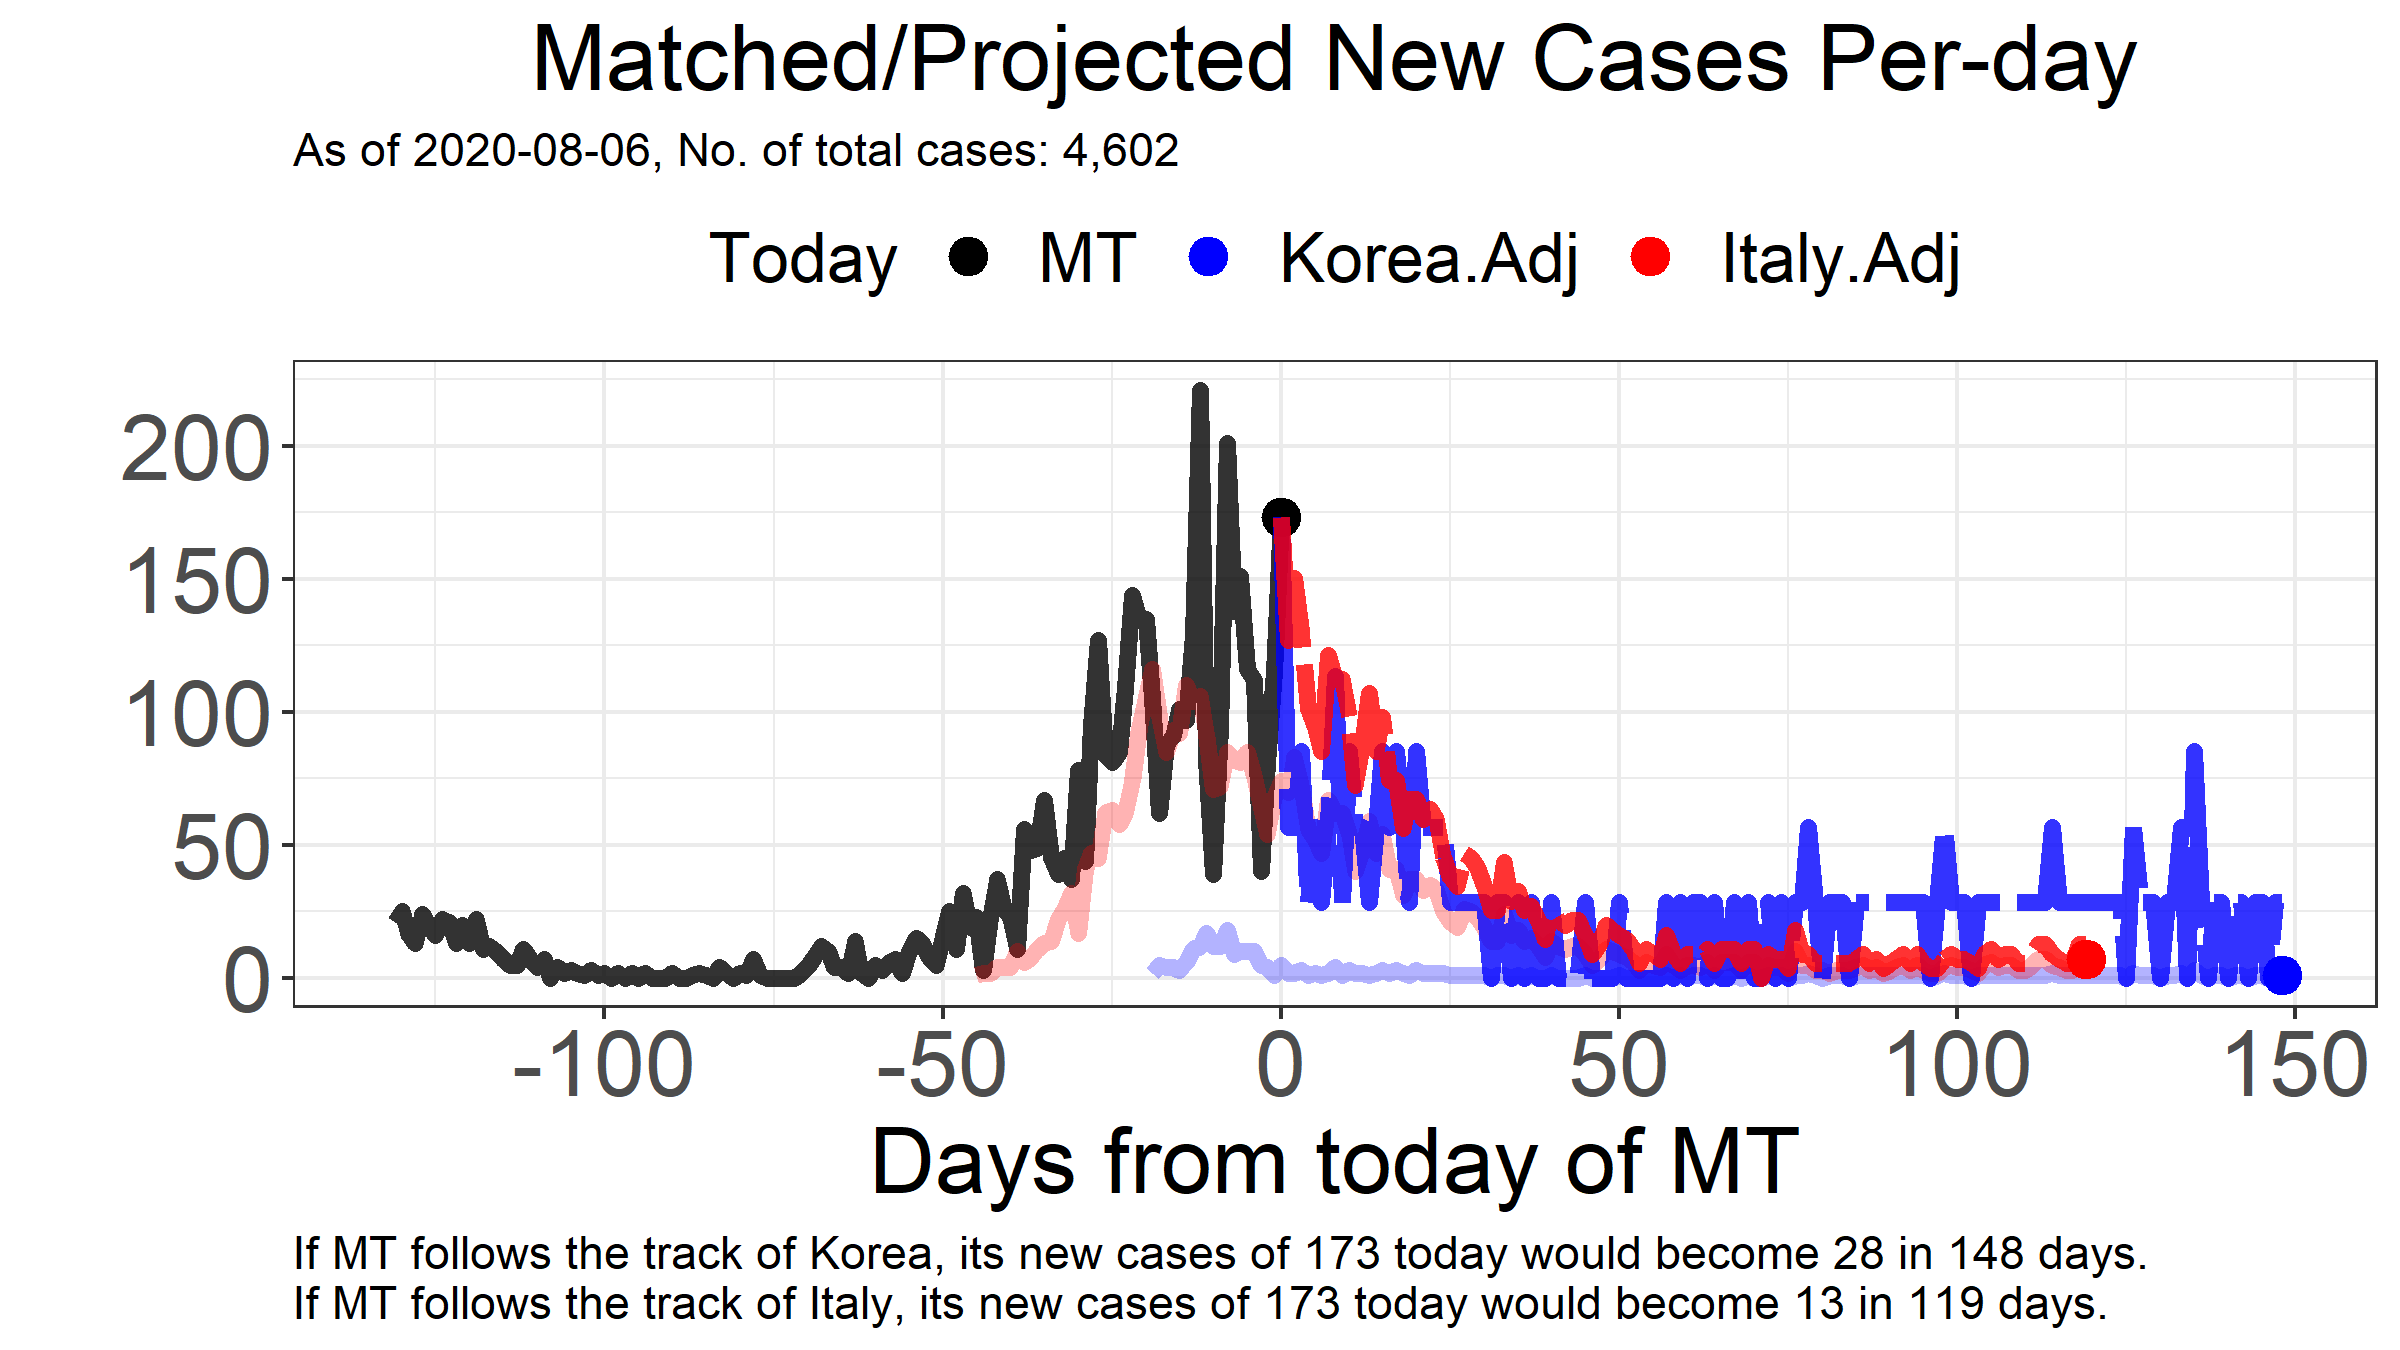 Matched/Projected New Cases Per-day
As of 2020-08-06, No. of total cases: 4,602
Today MT Korea.Adj Italy.Adj
200
150
100
50
0
-100 -50 0 50 100 150
Days from today of MT
If MT follows the track of Korea, its new cases of 173 today would become 28 in 148 days.
If MT follows the track of Italy, its new cases of 173 today would become 13 in 119 days.